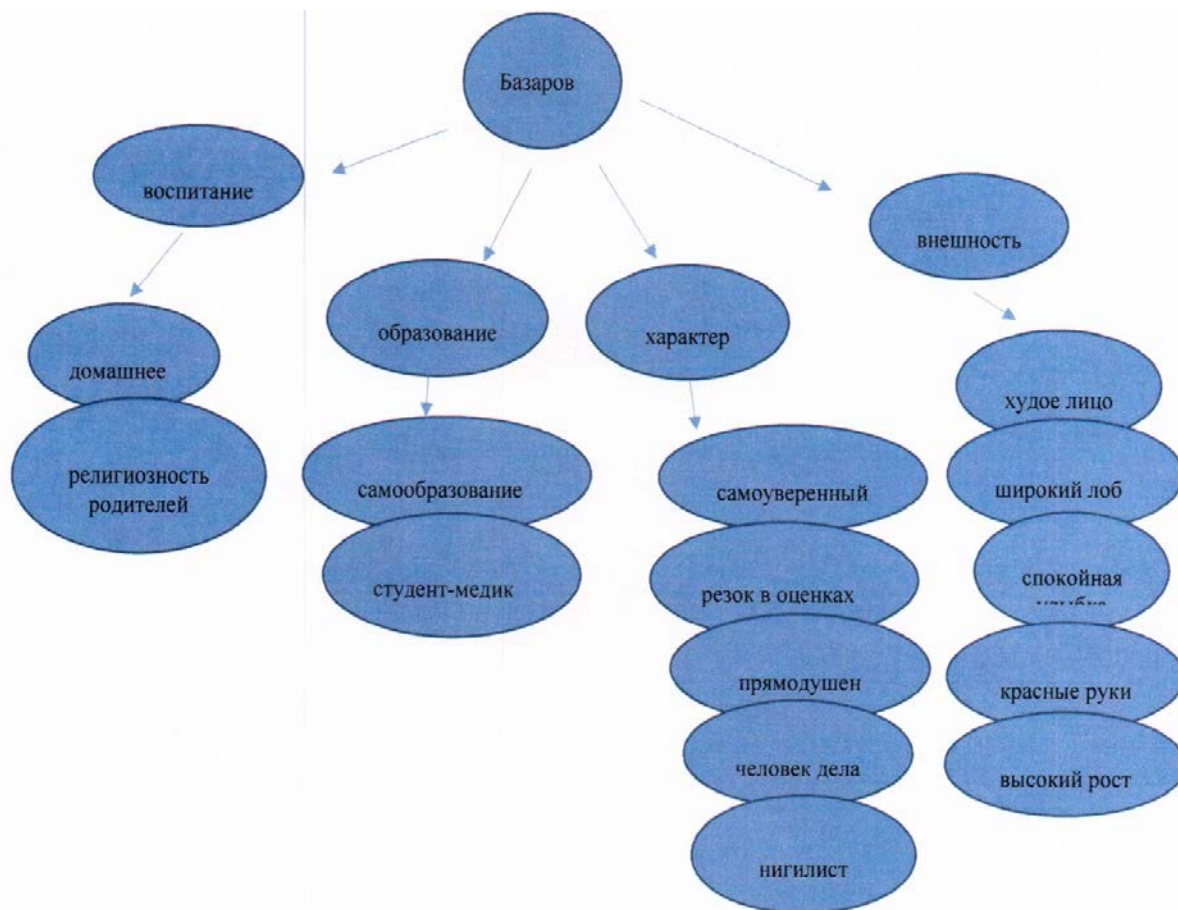 Базаров
воспитание
внешность
образование
характер
домашнее
религиозность
родителей
самообразование
студент-медик
самоуверенный
резок в оценках
прямодушен
человек дела
нигилист
худое лицо
широкий лоб
спокойная
красные руки
высокий рост